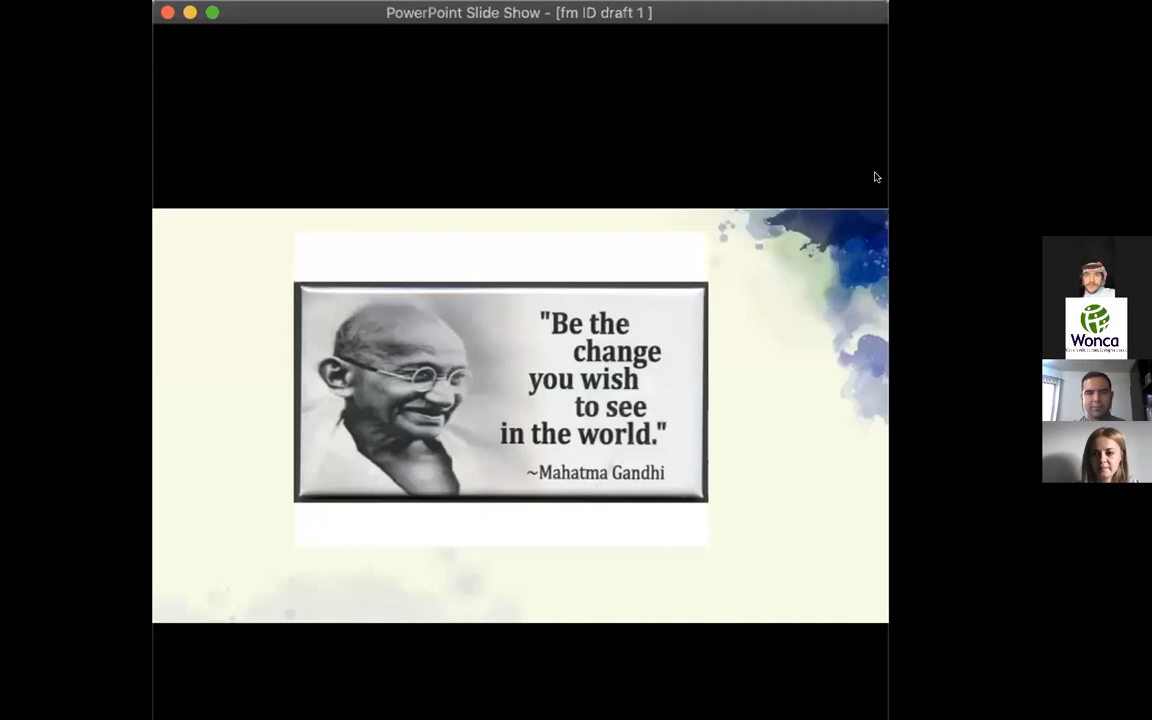 PowerPoint Slide Show - [fm ID draft 1 ]
"Be the
change
you wish
to see
in the world."
~Mahatma Gandhi
Wonca